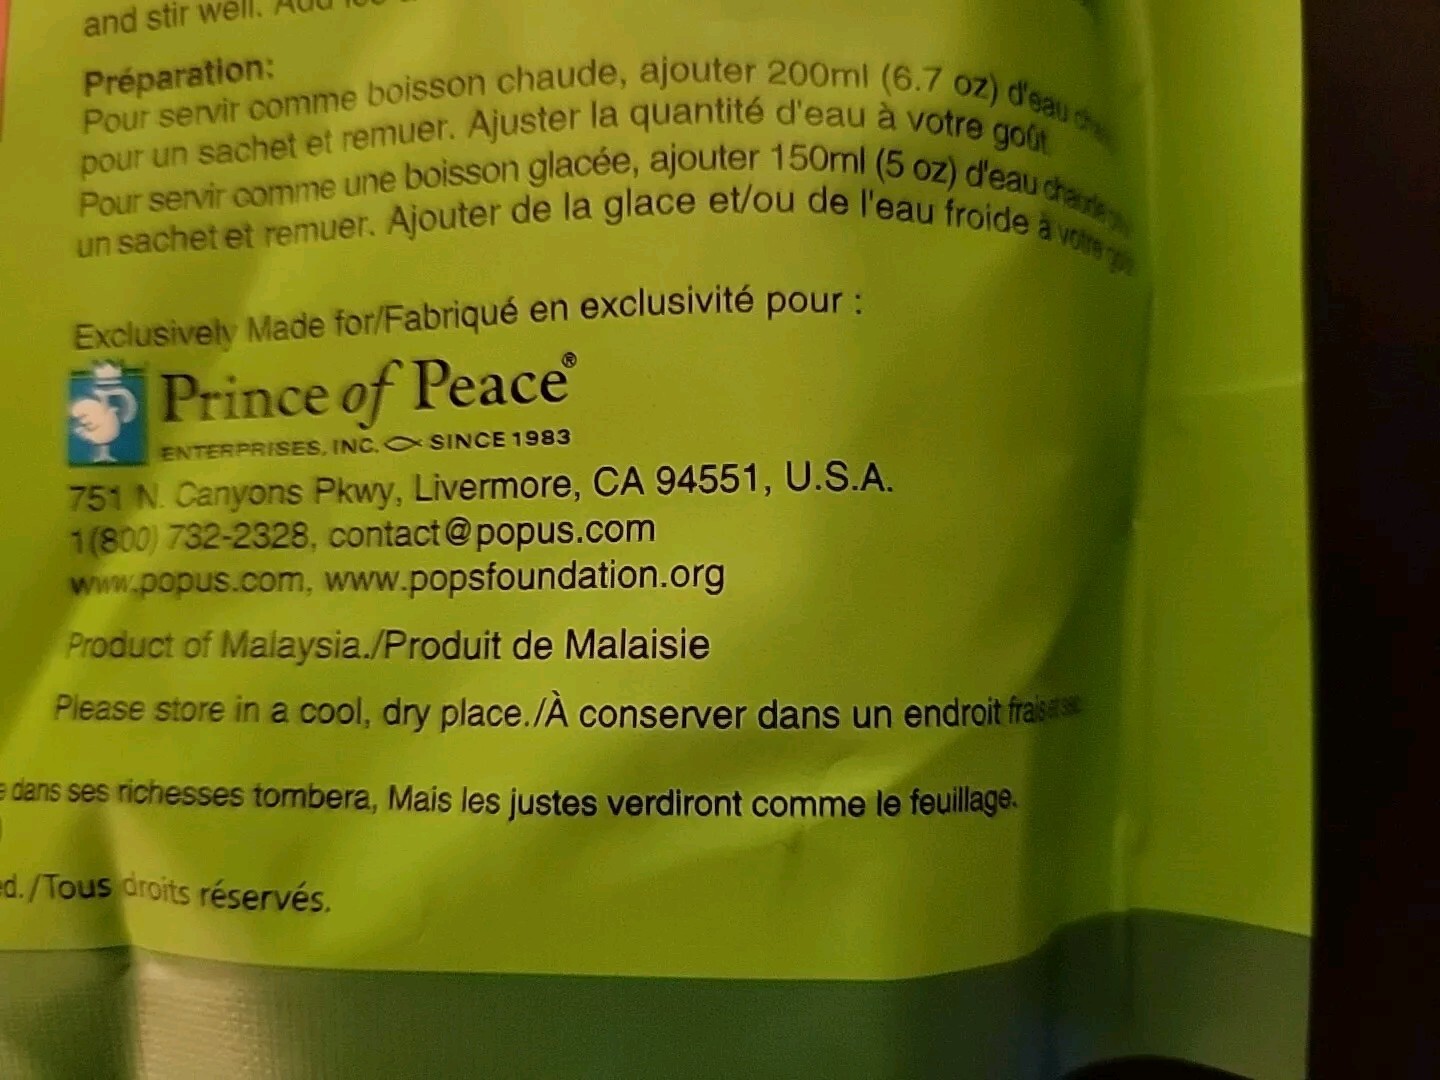 and stir well. Add
Préparation:
Pour servir comme boisson chaude, ajouter 200ml (6.7 oz) d'eau
pour un sachet et remuer. Ajuster la quantité d'eau à votre goût
Pour servir comme une boisson glacée, ajouter 150ml (5 oz) d'eau chaude
un sachet et remuer. Ajouter de la glace et/ou de l'eau froide à votre
Exclusively Made for/Fabriqué en exclusivité pour :
Prince of Peace®
ENTERPRISES, INC. SINCE 1983
751 N. Canyons Pkwy, Livermore, CA 94551, U.S.A.
1(800) 732-2328, contact@popus.com
www.popus.com, www.popsfoundation.org
Product of Malaysia./Produit de Malaisie
Please store in a cool, dry place./À conserver dans un endroit frais et sec
dans ses richesses tombera, Mais les justes verdiront comme le feuillage.
ed./Tous droits réservés.